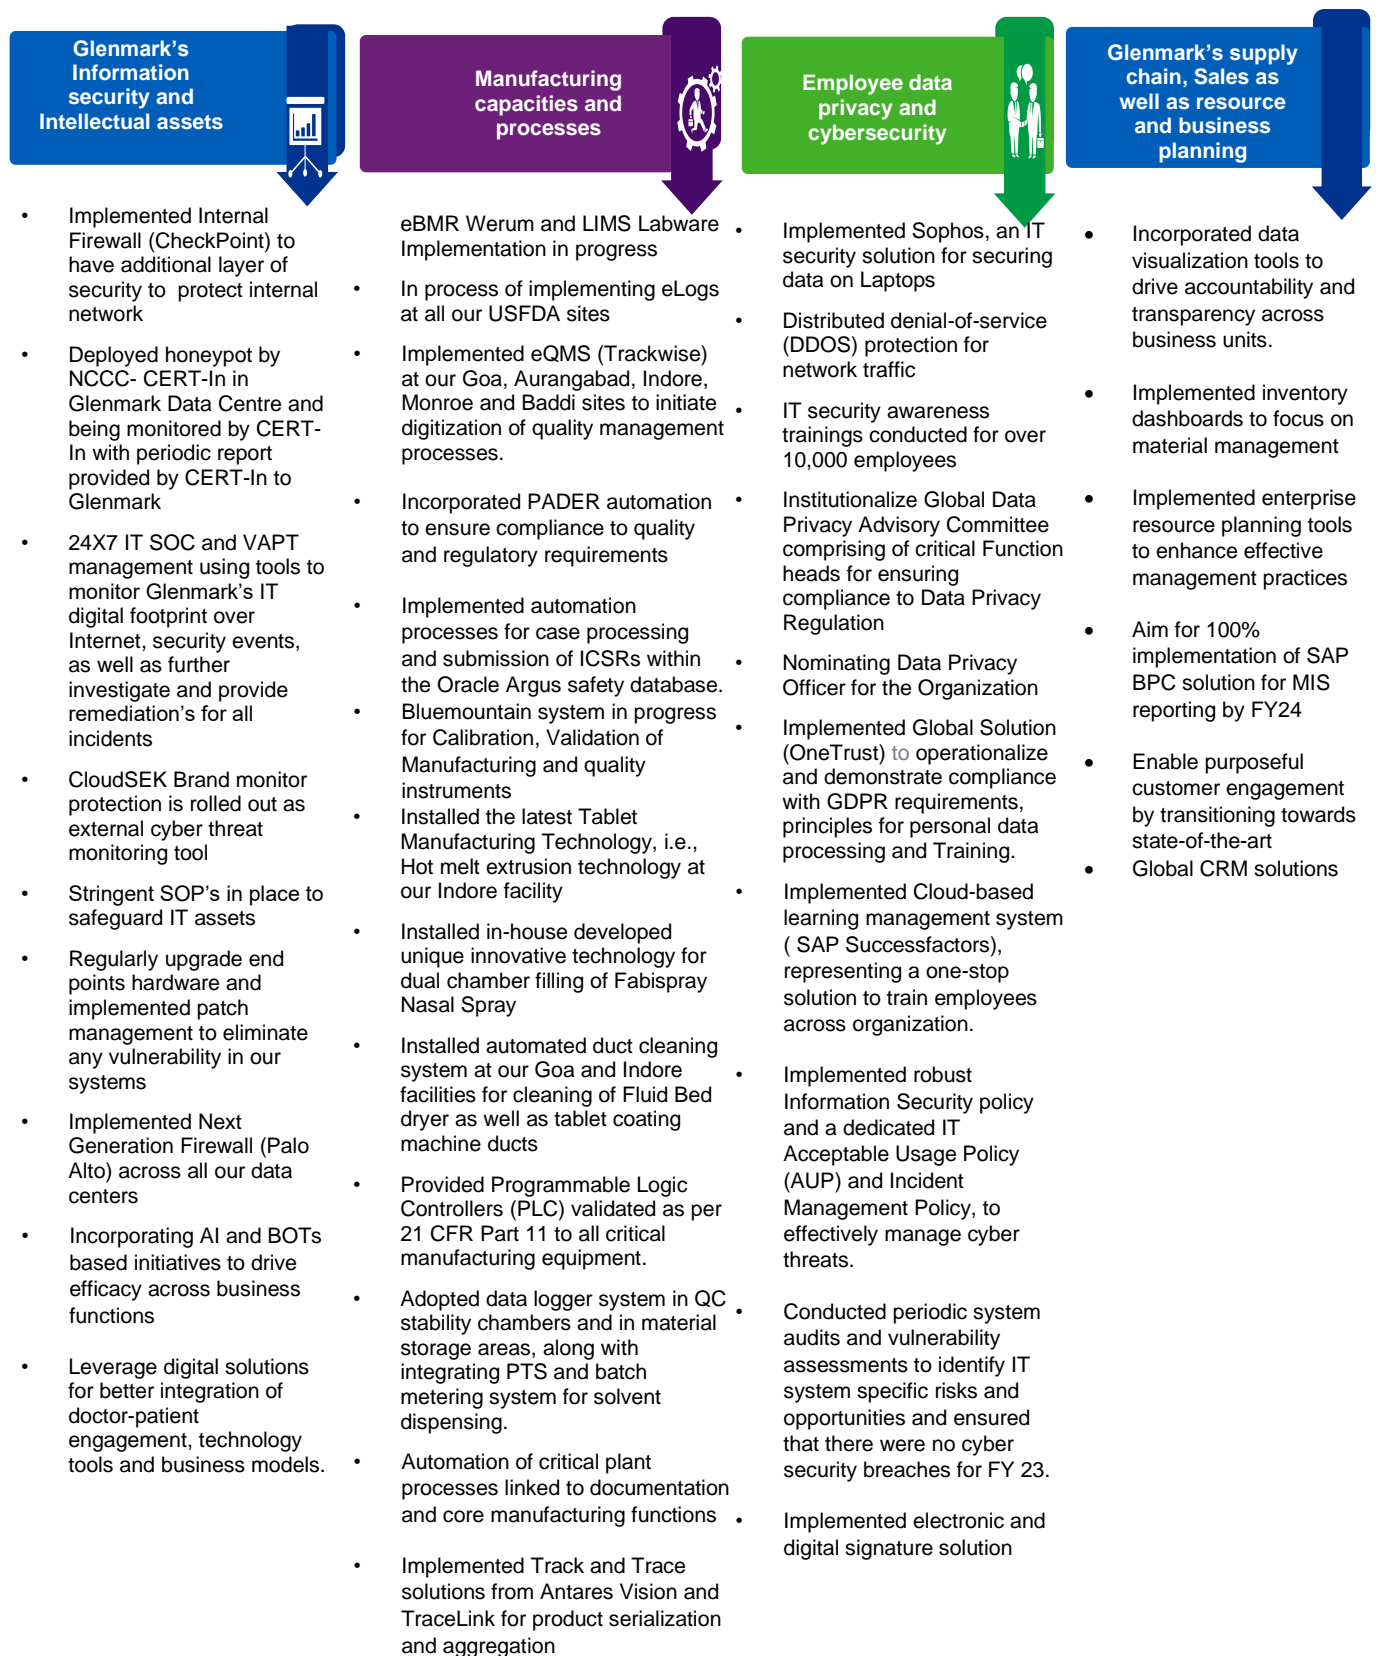 Glenmark's
Information
security and
Intellectual assets
• Implemented Internal
Firewall (CheckPoint) to
have additional layer of
security to protect internal
network
• Deployed honeypot by
NCCC- CERT-In in
Glenmark Data Centre and
being monitored by CERT-
In with periodic report
provided by CERT-In to
Glenmark
• 24X7 IT SOC and VAPT
management using tools to
monitor Glenmark's IT
digital footprint over
Internet, security events,
as well as further
investigate and provide
remediation's for all
incidents
• CloudSEK Brand monitor
protection is rolled out as
external cyber threat
monitoring tool
• Stringent SOP's in place to
safeguard IT assets
• Regularly upgrade end
points hardware and
implemented patch
management to eliminate
any vulnerability in our
systems
• Implemented Next
Generation Firewall (Palo
Alto) across all our data
centers
• Incorporating AI and BOTs
based initiatives to drive
efficacy across business
functions
• Leverage digital solutions
for better integration of
doctor-patient
engagement, technology
tools and business models.
Manufacturing
capacities and
processes
eBMR Werum and LIMS Labware
Implementation in progress
• In process of implementing eLogs
at all our USFDA sites
• Implemented eQMS (Trackwise)
at our Goa, Aurangabad, Indore,
Monroe and Baddi sites to initiate
digitization of quality management
processes.
• Incorporated PADER automation
to ensure compliance to quality
and regulatory requirements
• Implemented automation
processes for case processing
and submission of ICSRs within
the Oracle Argus safety database.
• Bluemountain system in progress
for Calibration, Validation of
Manufacturing and quality
instruments
• Installed the latest Tablet
Manufacturing Technology, i.e.,
Hot melt extrusion technology at
our Indore facility
• Installed in-house developed
unique innovative technology for
dual chamber filling of Fabispray
Nasal Spray
• Installed automated duct cleaning
system at our Goa and Indore
facilities for cleaning of Fluid Bed
dryer as well as tablet coating
machine ducts
• Provided Programmable Logic
Controllers (PLC) validated as per
21 CFR Part 11 to all critical
manufacturing equipment.
• Adopted data logger system in QC
stability chambers and in material
storage areas, along with
integrating PTS and batch
metering system for solvent
dispensing.
• Automation of critical plant
processes linked to documentation
and core manufacturing functions
• Implemented Track and Trace
solutions from Antares Vision and
TraceLink for product serialization
and aggregation
Employee data
privacy and
cybersecurity
• Implemented Sophos, an IT
security solution for securing
data on Laptops
• Distributed denial-of-service
(DDOS) protection for
network traffic
• IT security awareness
trainings conducted for over
10,000 employees
• Institutionalize Global Data
Privacy Advisory Committee
comprising of critical Function
heads for ensuring
compliance to Data Privacy
Regulation
• Nominating Data Privacy
Officer for the Organization
• Implemented Global Solution
(OneTrust) to operationalize
and demonstrate compliance
with GDPR requirements,
principles for personal data
processing and Training.
• Implemented Cloud-based
learning management system
( SAP Successfactors),
representing a one-stop
solution to train employees
across organization.
• Implemented robust
Information Security policy
and a dedicated IT
Acceptable Usage Policy
(AUP) and Incident
Management Policy, to
effectively manage cyber
threats.
• Conducted periodic system
audits and vulnerability
assessments to identify IT
system specific risks and
opportunities and ensured
that there were no cyber
security breaches for FY 23.
• Implemented electronic and
digital signature solution
Glenmark's supply
chain, Sales as
well as resource
and business
planning
• Incorporated data
visualization tools to
drive accountability and
transparency across
business units.
• Implemented inventory
dashboards to focus on
material management
• Implemented enterprise
resource planning tools
to enhance effective
management practices
• Aim for 100%
implementation of SAP
BPC solution for MIS
reporting by FY24
• Enable purposeful
customer engagement
by transitioning towards
state-of-the-art
• Global CRM solutions